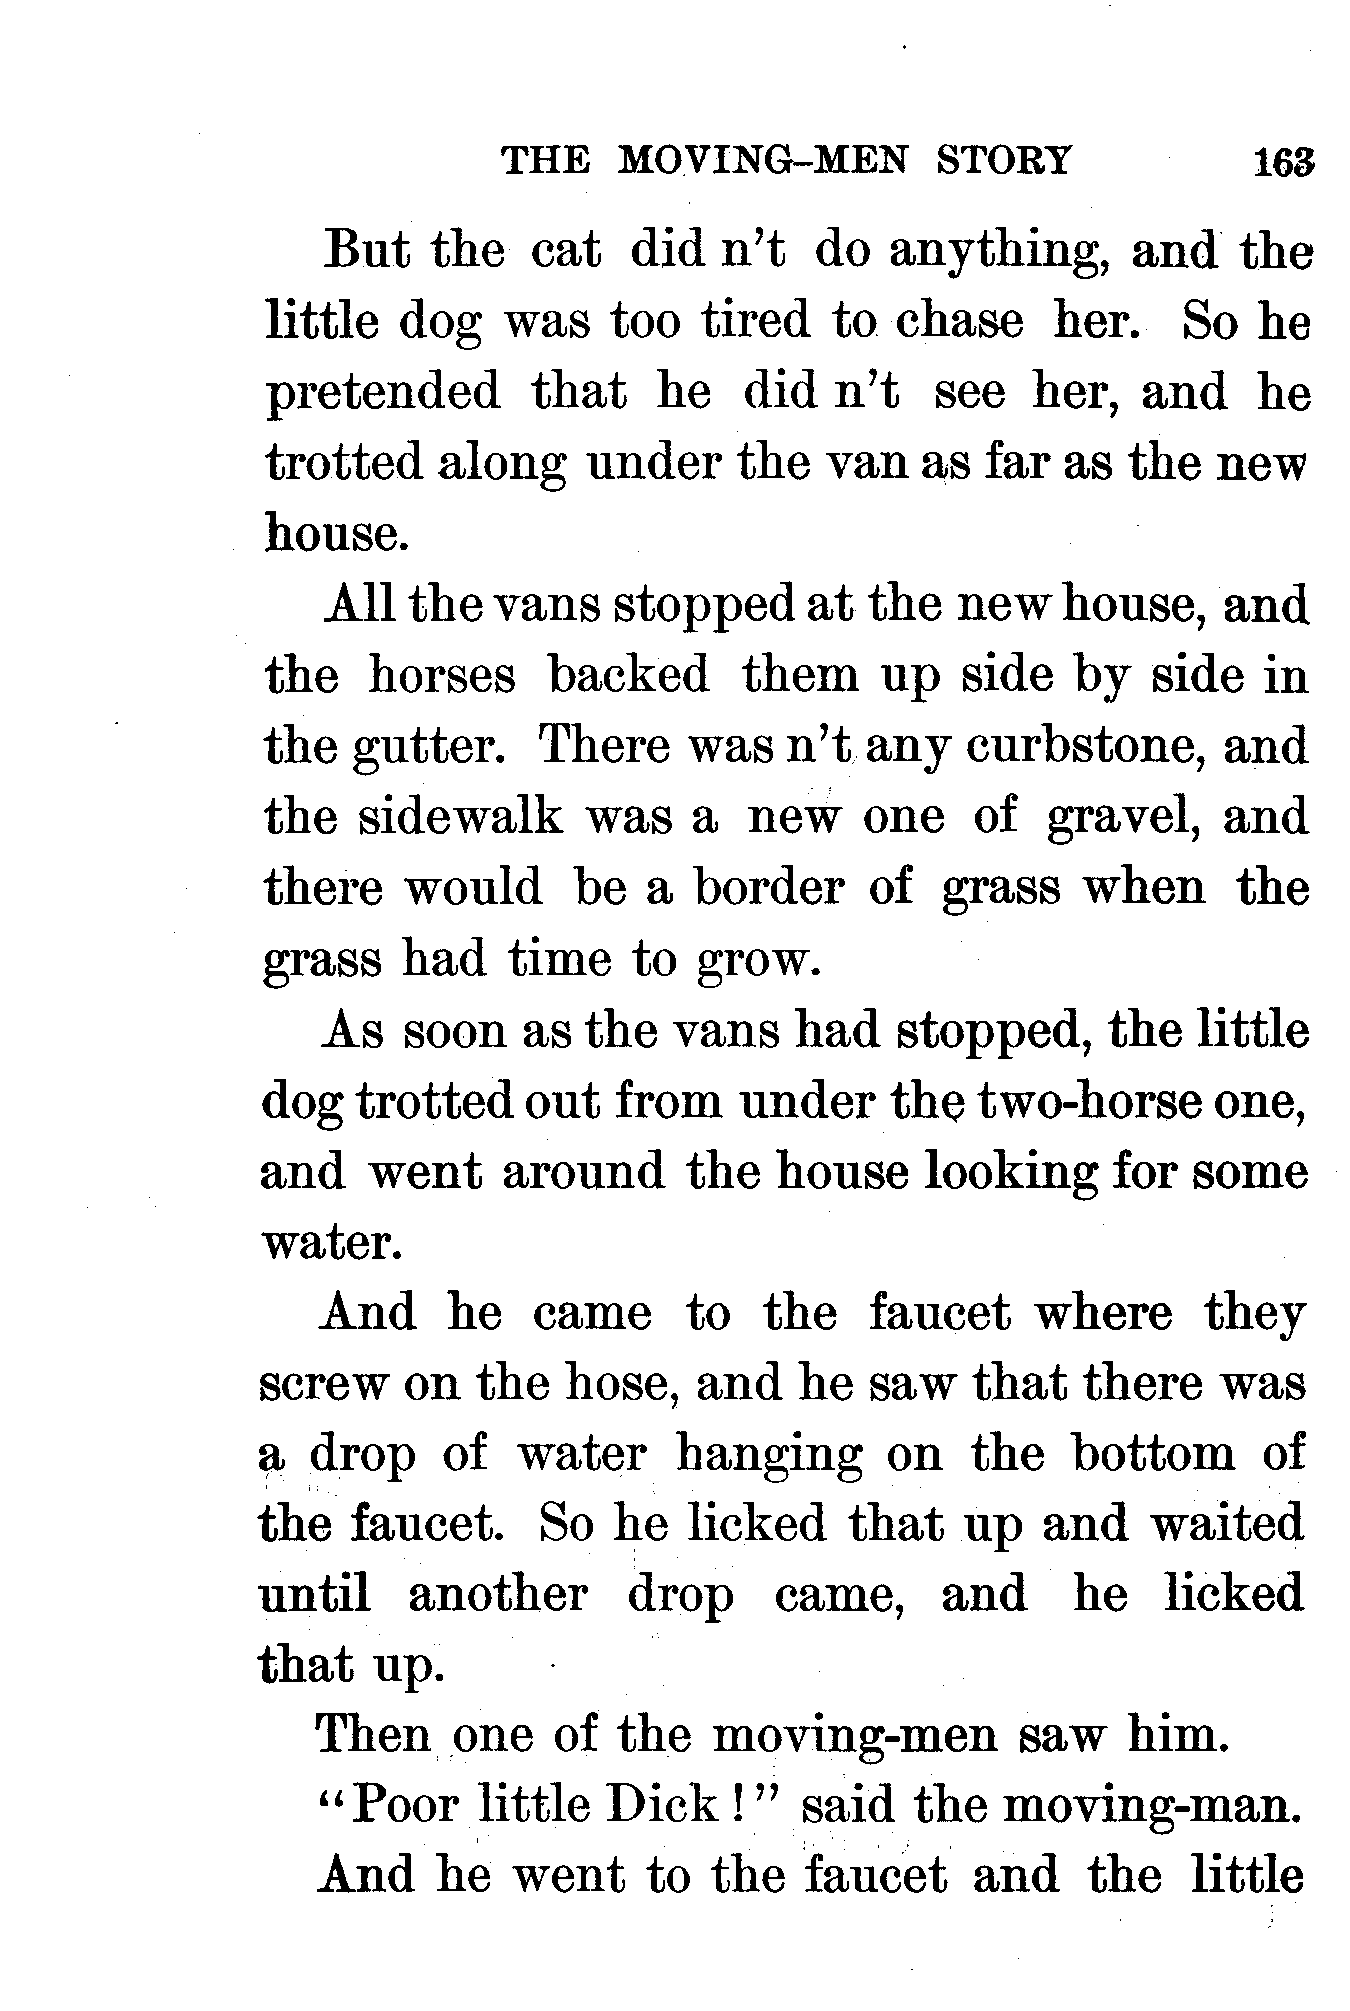 THE MOVING-MEN STORY 163
But the cat did n't do anything, and the
little dog was too tired to chase her. So he
pretended that he did n't see her, and he
trotted along under the van as far as the new
house.
All the vans stopped at the new house, and
the horses backed them up side by side in
the gutter. There was n't any curbstone, and
the sidewalk was a new one of gravel, and
there would be a border of grass when the
grass had time to grow.
As soon as the vans had stopped, the little
dog trotted out from under the two-horse one,
and went around the house looking for some
water.
And he came to the faucet where they
screw on the hose, and he saw that there was
a drop of water hanging on the bottom of
the faucet. So he licked that up and waited
until another drop came, and he licked
that up.
Then one of the moving-men saw him.
"Poor little Dick!" said the moving-man.
And he went to the faucet and the little